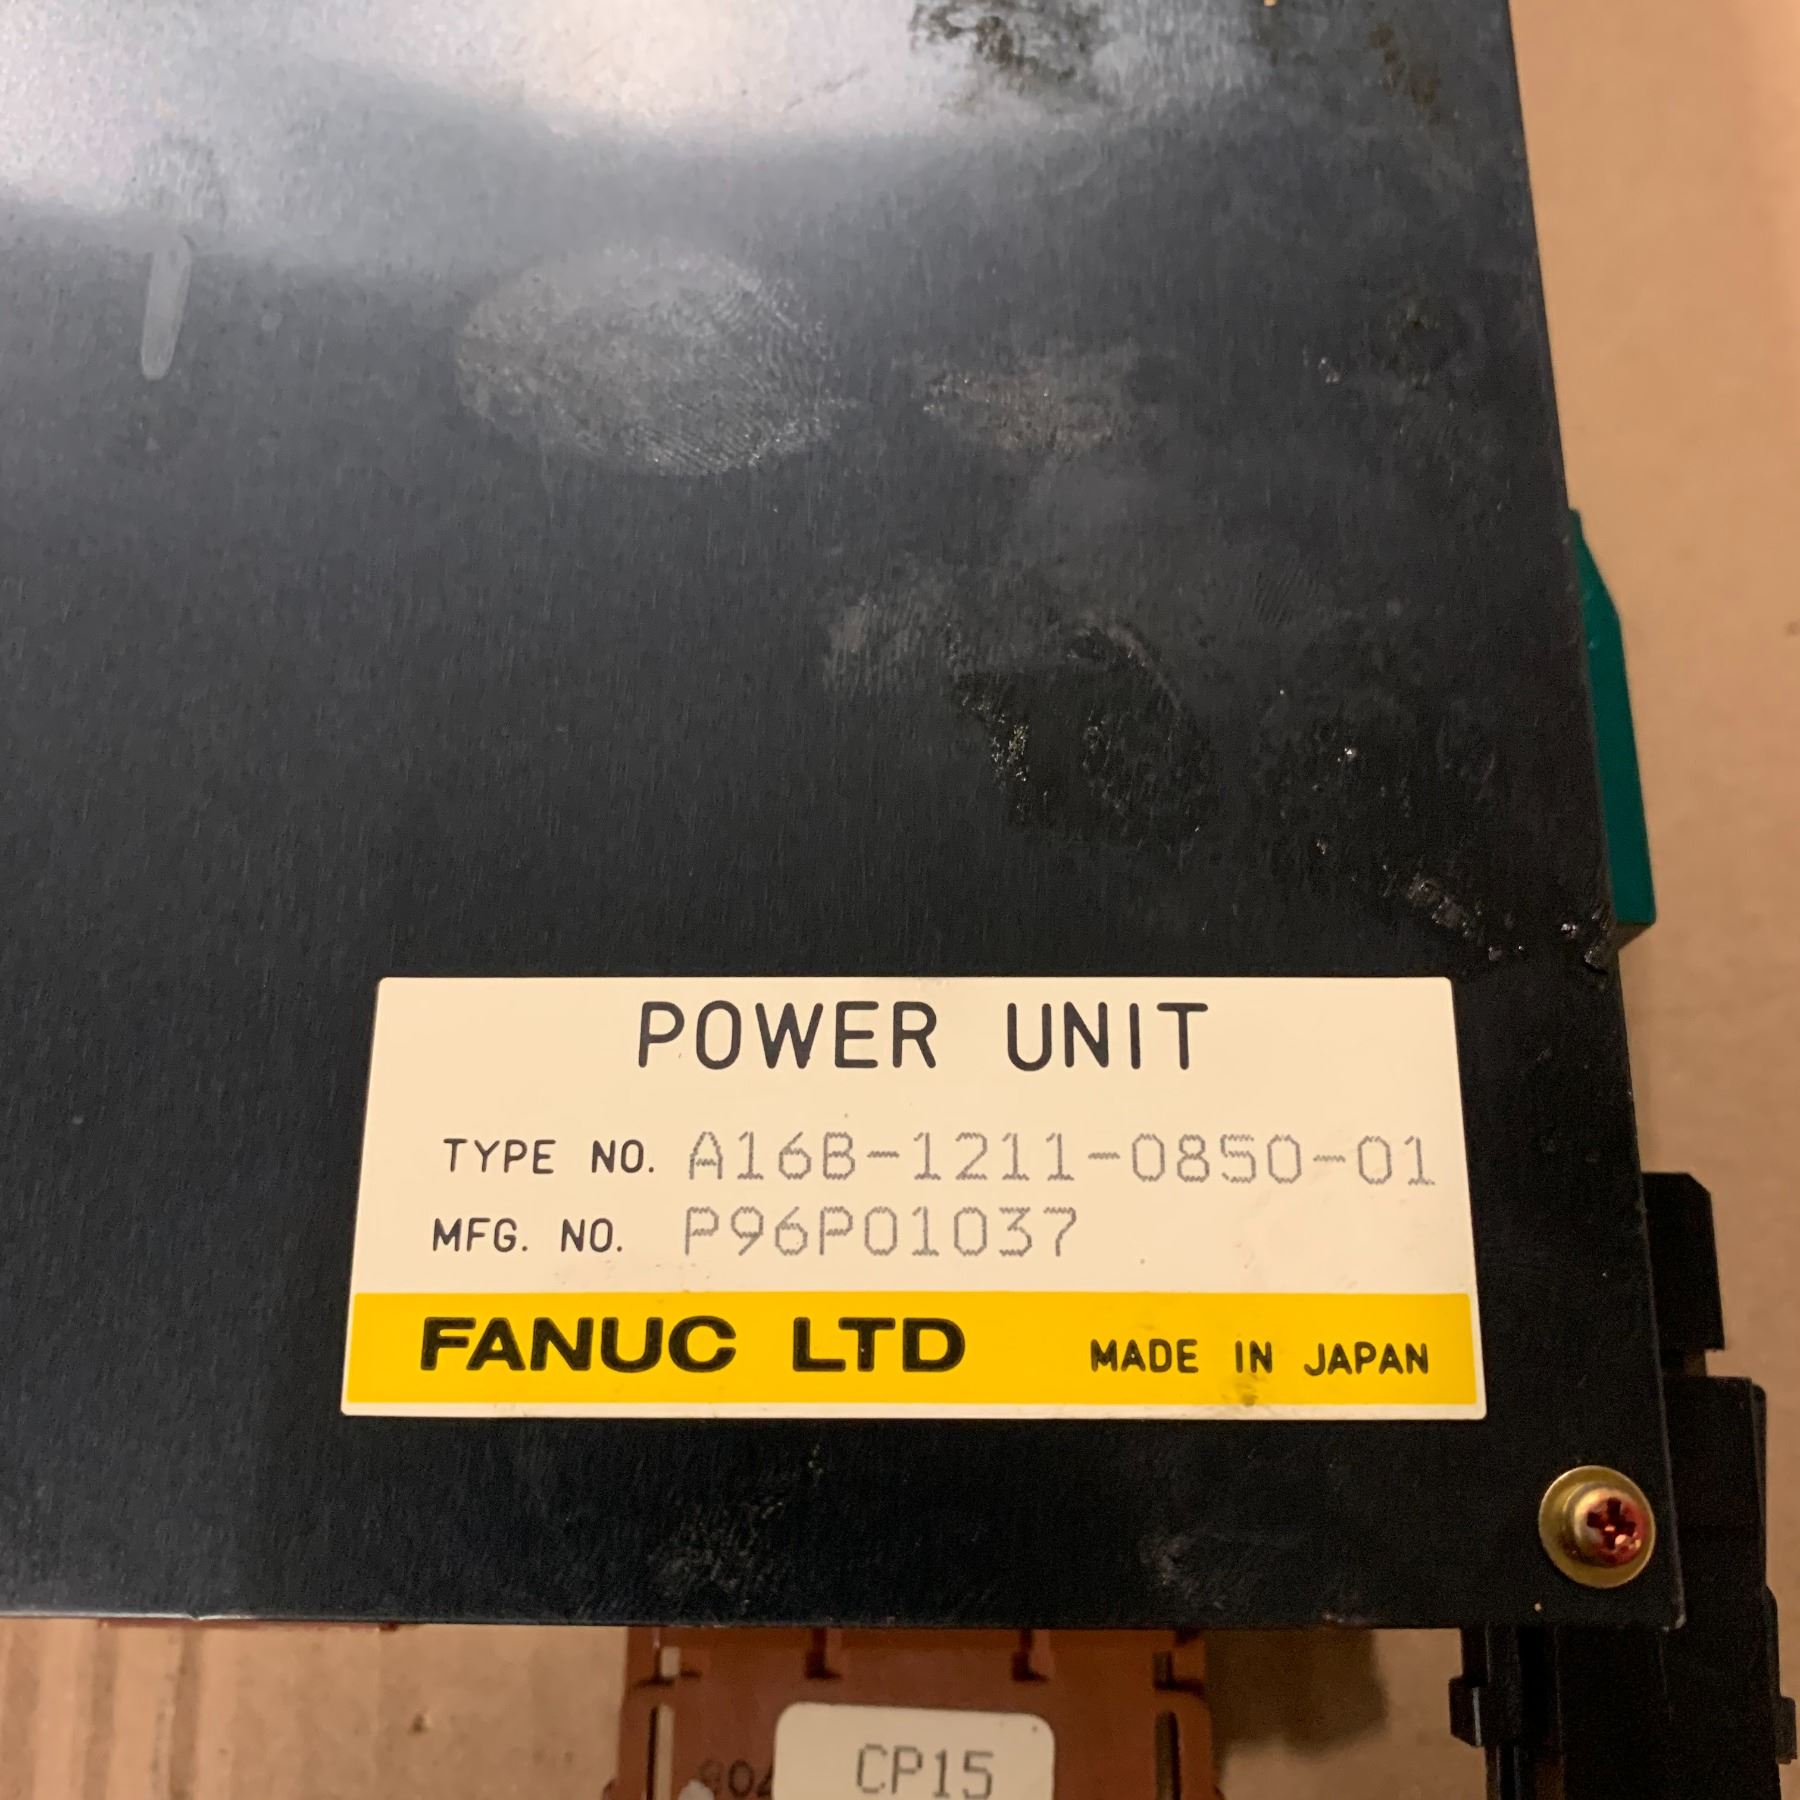 POWER UNIT
TYPE NO. A16B-1211-0850-01
MFG. NO. P96P01037
FANUC LTD MADE IN JAPAN
CP15